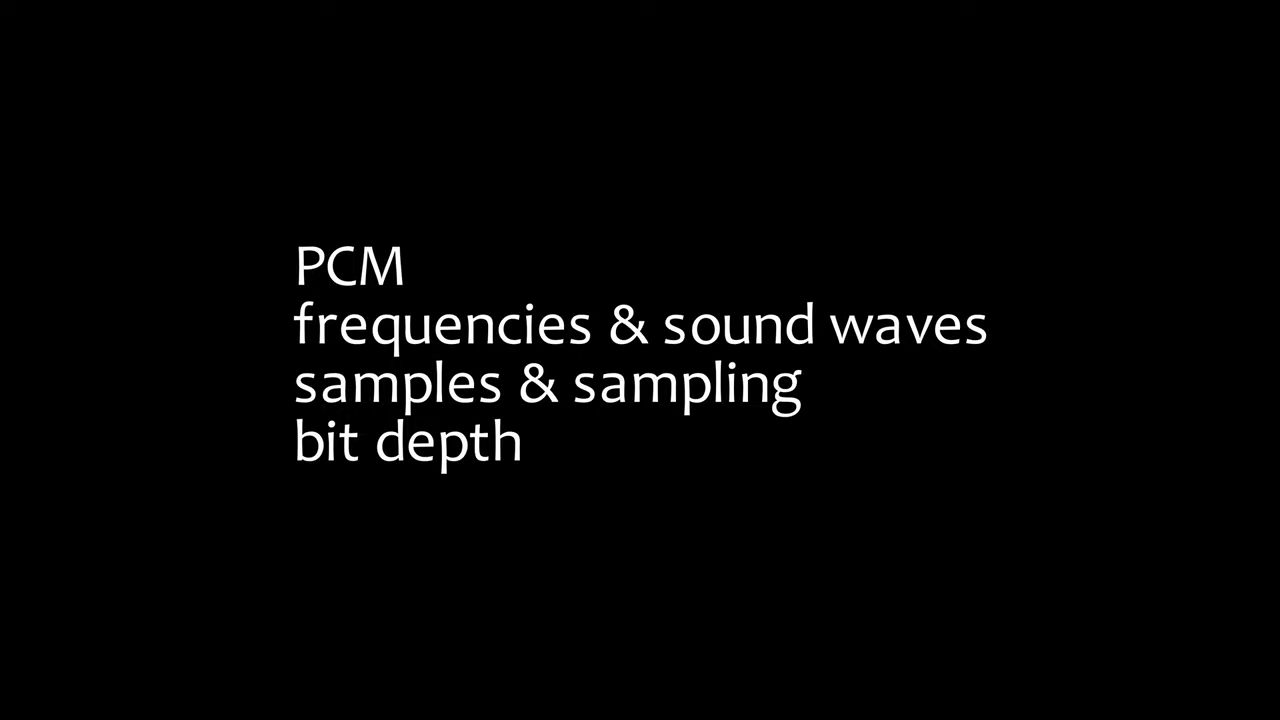 PCM
frequencies & sound waves
samples & sampling
bit depth